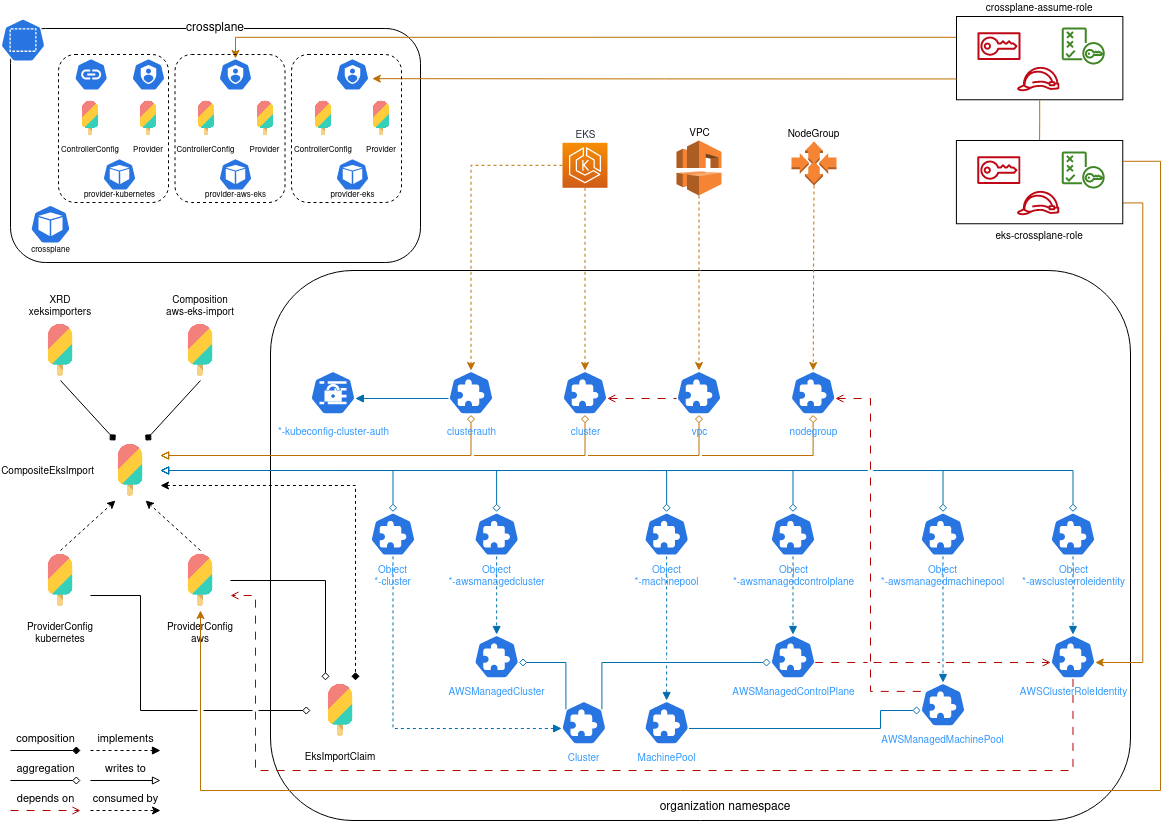 crossplane
crossplane-assume-role
ControllerConfig
Provider
ControllerConfig
Provider
ControllerConfig
Provider
provider-kubernetes
provider-aws-eks
provider-eks
crossplane
EKS
VPC
NodeGroup
K
eks-crossplane-role
XRD
xeksimporters
Composition
aws-eks-import
*-kubeconfig-cluster-auth
clusterauth
cluster
vpc
nodegroup
CompositeEksImport
Object
*-cluster
Object
*-awsmanagedcluster
Object
*-machinepool
Object
*-awsmanagedcontrolplane
Object
*-awsmanagedmachinepool
Object
*-awsclusterroleidentity
ProviderConfig
kubernetes
ProviderConfig
aws
AWSManagedCluster
AWSManagedControlPlane
AWSClusterRoleIdentity
AWSManagedMachinePool
EksImportClaim
Cluster
MachinePool
composition
implements
aggregation
writes to
depends on
consumed by
organization namespace